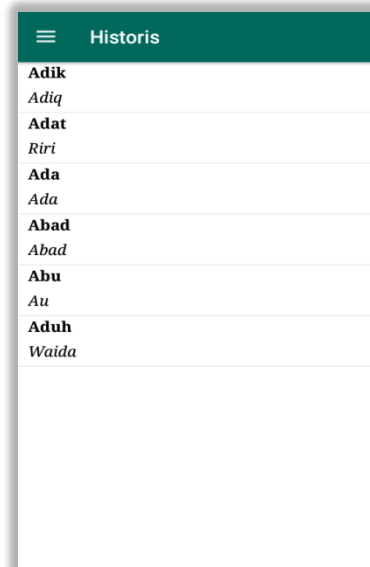 Historis
Adik
Adiq
Adat
Riri
Ada
Ada
Abad
Abad
Abu
Au
Aduh
Waida